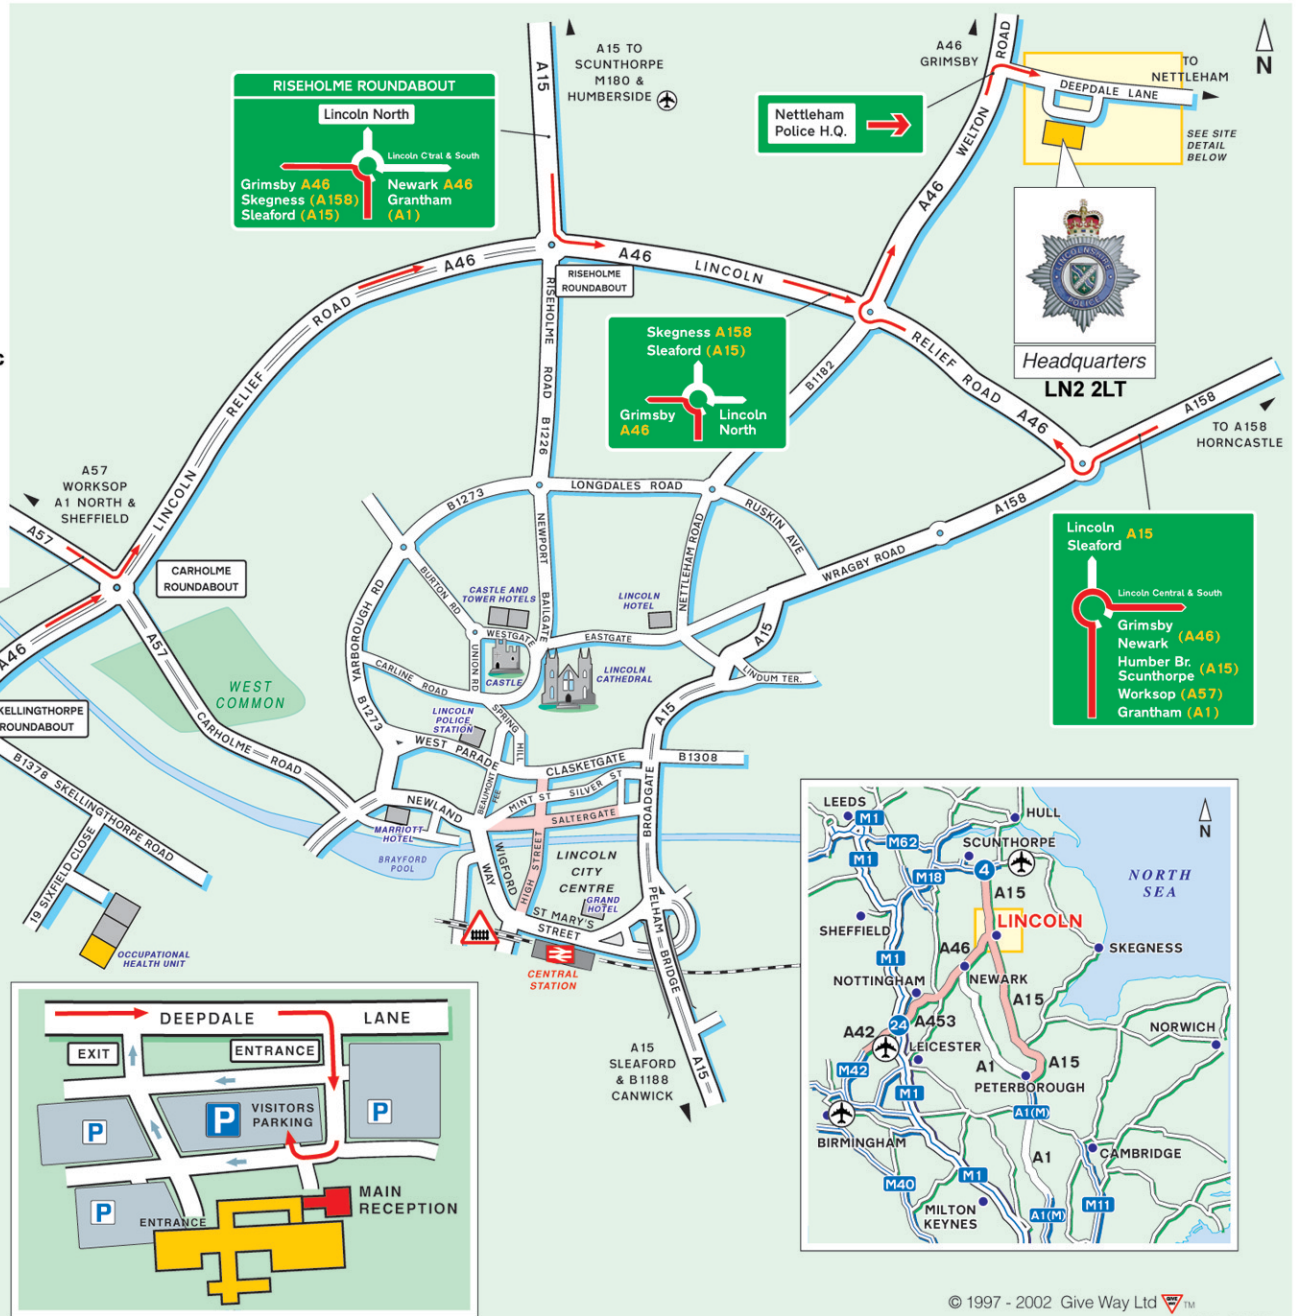 A15
A15 TO
SCUNTHORPE
M180 &
HUMBERSIDE
A46
GRIMSBY
WELTON ROAD
A46
TO
NETTLEHAM
DEEPDALE LANE
N
SEE SITE
DETAIL
BELOW
RISEHOLME ROUNDABOUT
Lincoln North
Lincoln Ctral & South
Grimsby A46
Skegness (A158)
Sleaford (A15)
Newark A46
Grantham
(A1)
Nettleham
Police H.Q.
LINCOLNSHIRE
POLICE
Headquarters
LN2 2LT
LINCOLN RELIEF ROAD A46
A46 LINCOLN RELIEF ROAD A46
RISEHOLME
ROUNDABOUT
RISEHOLME ROAD B1226
B1182
Skegness A158
Sleaford (A15)
Grimsby
A46
Lincoln
North
A158
TO A158
HORNCASTLE
Lincoln
Sleaford
A15
Lincoln Central & South
Grimsby
Newark
(A46)
Humber Br.
Scunthorpe
(A15)
Worksop (A57)
Grantham (A1)
c
A57
WORKSOP
A1 NORTH &
SHEFFIELD
A57
CARHOLME
ROUNDABOUT
A46
KELLINGTHORPE
ROUNDABOUT
A57 CARHOLME ROAD
WEST
COMMON
B1378 SKELLINGTHORPE ROAD
19 SIXFIELD CLOSE
OCCUPATIONAL
HEALTH UNIT
B1273
LONGDALES ROAD
RUSKIN AVE
NEWPORT
NETTLEHAM ROAD
WRAGBY ROAD
A158
YARBOROUGH RD
B1273
BURTON RD
CASTLE AND
TOWER HOTELS
LINCOLN
HOTEL
WESTGATE
BAILGATE
EASTGATE
UNION RD
CASTLE
LINCOLN
CATHEDRAL
CARLINE ROAD
A15
LINDUM TER.
A15
LINCOLN
POLICE
STATION
SPRING HILL
WEST PARADE
CLASKETGATE
B1308
BEAUMONT FEE
MINT ST
SILVER ST
NEWLAND
SALTERGATE
BROADGATE
MARRIOTT
HOTEL
BRAYFORD
POOL
WIGFORD WAY
HIGH STREET
LINCOLN
CITY
CENTRE
GRAND
HOTEL
ST MARY'S
STREET
PELHAM BRIDGE
CENTRAL
STATION
A15
A15
SLEAFORD
& B1188
CANWICK
DEEPDALE LANE
EXIT
ENTRANCE
P
VISITORS
PARKING
P
P
P
MAIN
RECEPTION
ENTRANCE
LEEDS
M1
HULL
N
M62
SCUNTHORPE
M1
M18
4
A15
NORTH
SEA
LINCOLN
SHEFFIELD
A46
SKEGNESS
M1
NEWARK
NOTTINGHAM
A15
24
A453
A42
NORWICH
LEICESTER
A1
A15
M42
PETERBOROUGH
M1
A1(M)
BIRMINGHAM
A1
CAMBRIDGE
M1
M40
MILTON
KEYNES
A1(M)
M11
© 1997 - 2002 Give Way Ltd GIVE WAY TM